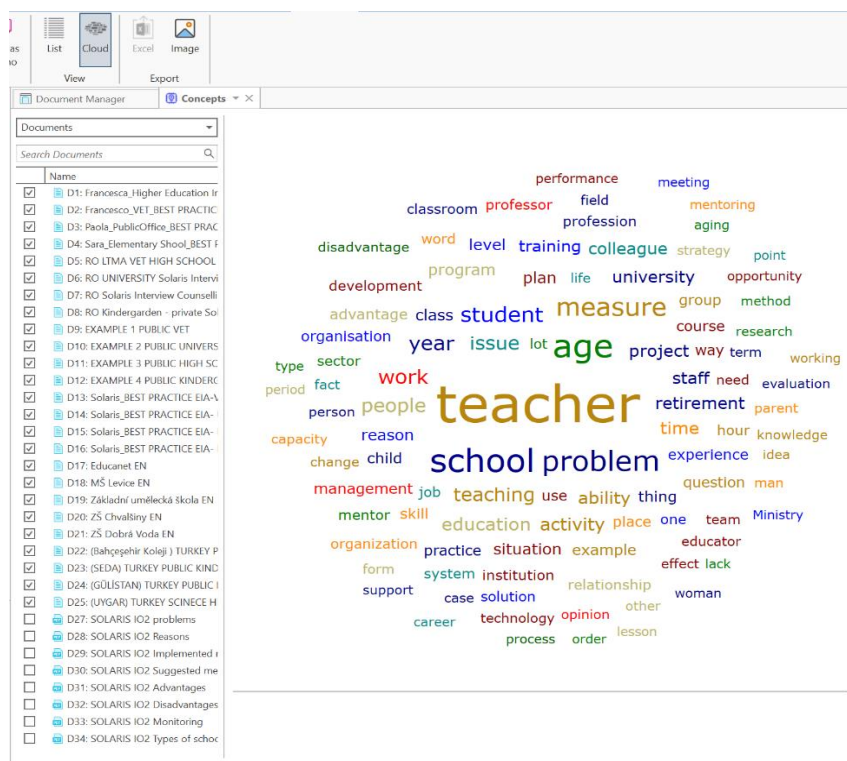 as
no
List
Cloud
Excel
Image
View
Export
Document Manager
Concepts
Documents
Search Documents
Name
D1: Francesca_Higher Education Ir
D2: Francesco_VET_BEST PRACTIC
D3: Paola_PublicOffice_BEST PRAC
D4: Sara_Elementary Shool_BEST F
D5: RO LTMA VET HIGH SCHOOL
D6: RO UNIVERSITY Solaris Intervi
D7: RO Solaris Interview Counselli
D8: RO Kindergarden - private Sol
D9: EXAMPLE 1 PUBLIC VET
D10: EXAMPLE 2 PUBLIC UNIVERS
D11: EXAMPLE 3 PUBLIC HIGH SC
D12: EXAMPLE 4 PUBLIC KINDERG
D13: Solaris_BEST PRACTICE EIA-V
D14: Solaris_BEST PRACTICE EIA-
D15: Solaris_BEST PRACTICE EIA-
D16: Solaris_BEST PRACTICE EIA-
D17: Educanet EN
D18: MŠ Levice EN
D19: Základní umělecká škola EN
D20: ZŠ Chvalšiny EN
D21: ZŠ Dobrá Voda EN
D22: (Bahçeşehir Koleji ) TURKEY P
D23: (SEDA) TURKEY PUBLIC KIND
D24: (GÜLİSTAN) TURKEY PUBLIC I
D25: (UYGAR) TURKEY SCINECE H
D27: SOLARIS IO2 problems
D28: SOLARIS IO2 Reasons
D29: SOLARIS IO2 Implemented r
D30: SOLARIS IO2 Suggested me
D31: SOLARIS IO2 Advantages
D32: SOLARIS IO2 Disadvantages
D33: SOLARIS IO2 Monitoring
D34: SOLARIS IO2 Types of schoc
performance meeting
classroom professor field mentoring
profession aging
disadvantage word level training colleague strategy point
development program plan life university opportunity
advantage class student measure group method
organisation year issue lot age course research
type sector project way term working
period fact work staff need evaluation
person people teacher retirement parent
capacity reason time hour knowledge
change child school problem experience idea
management job teaching use ability thing question man
mentor skill education activity place one team Ministry
organization practice situation example educator
form system institution relationship effect lack
support case solution other woman
career technology opinion
process order lesson